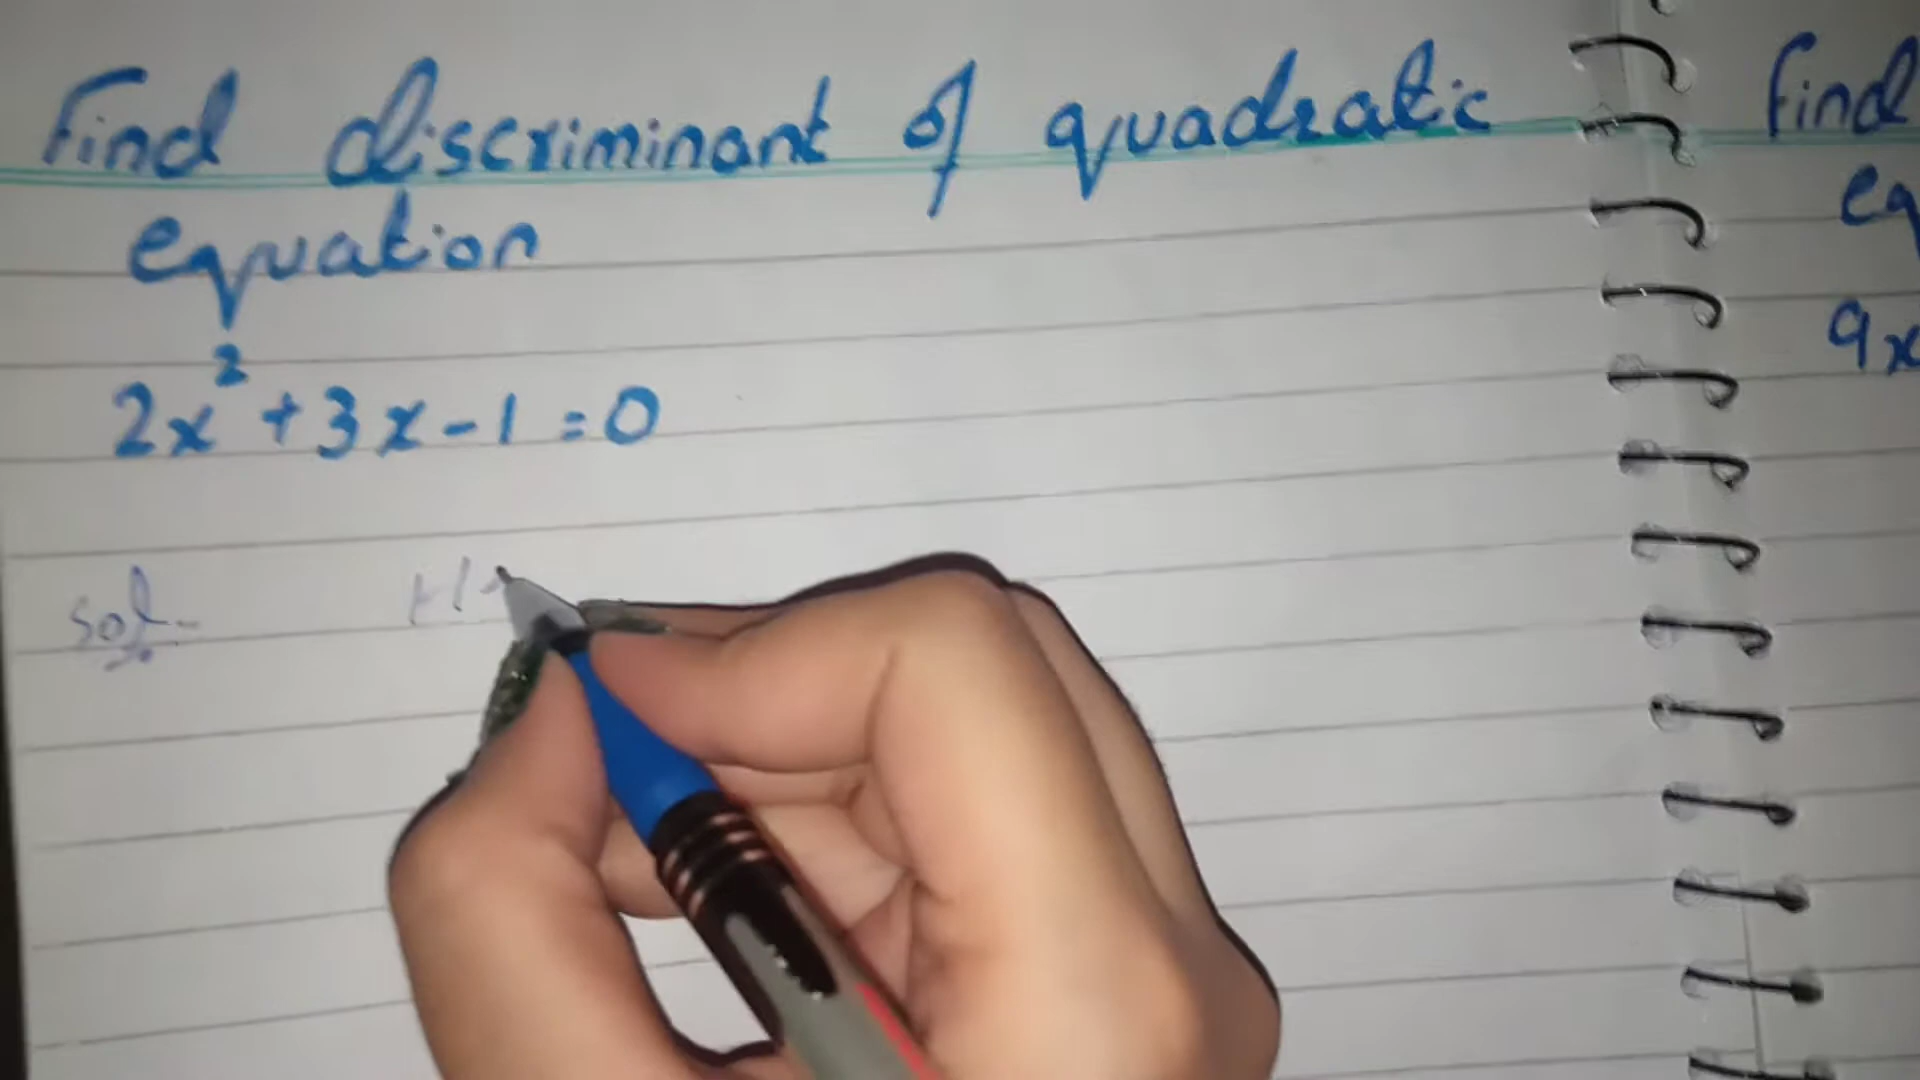 Find discriminant of quadratic
equation
2x² + 3x - 1 = 0
Sol.
find
eq
9x